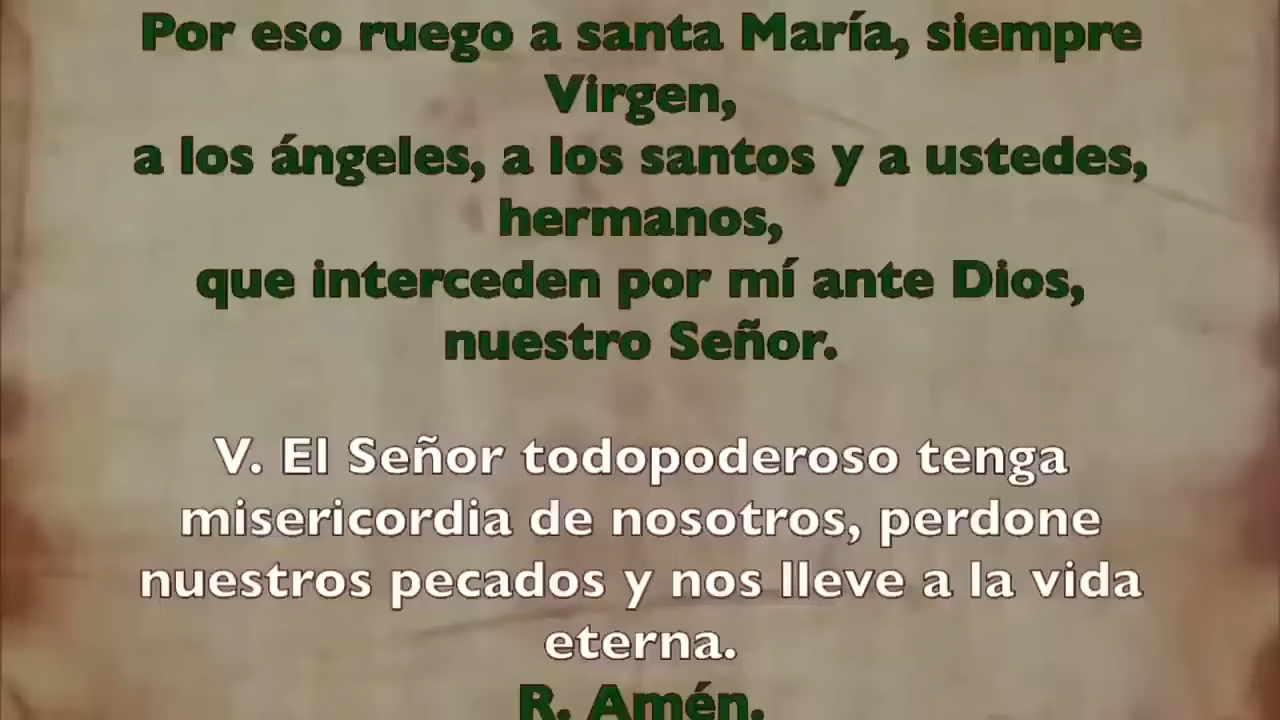 Por eso ruego a santa María, siempre
Virgen,
a los ángeles, a los santos y a ustedes,
hermanos,
que interceden por mí ante Dios,
nuestro Señor.
V. El Señor todopoderoso tenga
misericordia de nosotros, perdone
nuestros pecados y nos lleve a la vida
eterna.
R. Amén.